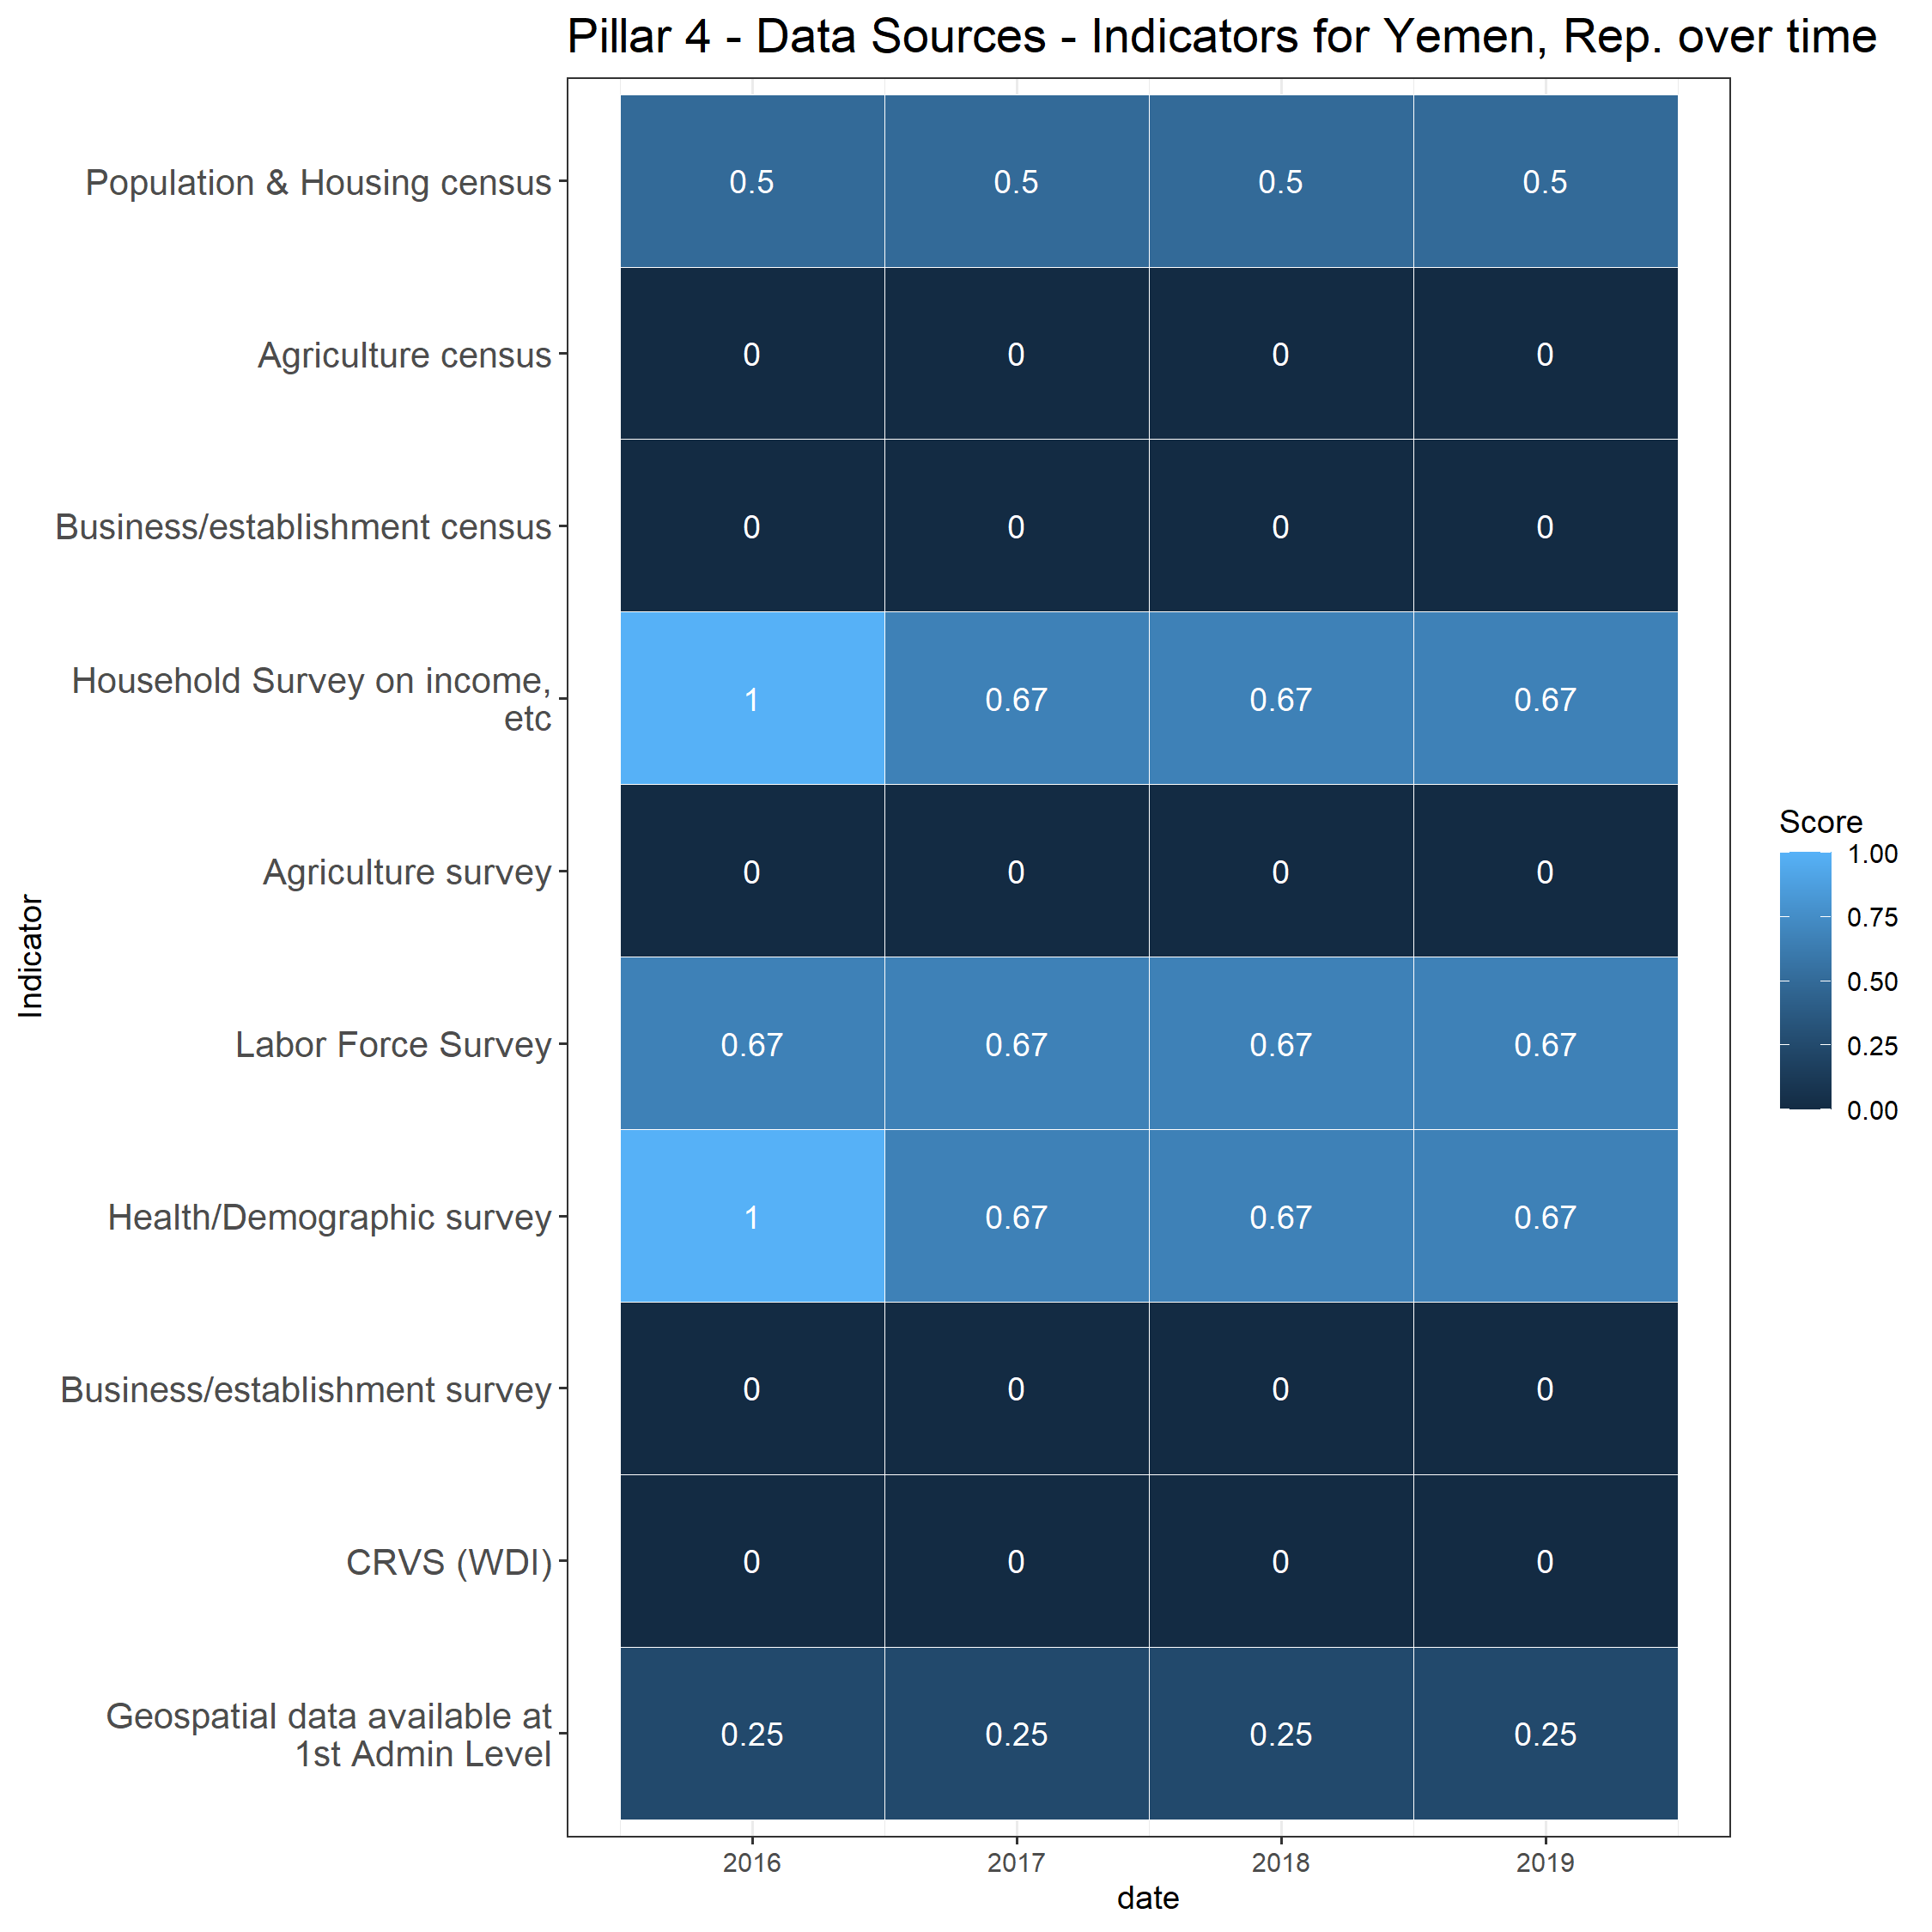 Pillar 4 - Data Sources - Indicators for Yemen, Rep. over time
Indicator
Population & Housing census
0.5 0.5 0.5 0.5
Agriculture census
0 0 0 0
Business/establishment census
0 0 0 0
Household Survey on income,
etc
1 0.67 0.67 0.67
Agriculture survey
0 0 0 0
Labor Force Survey
0.67 0.67 0.67 0.67
Health/Demographic survey
1 0.67 0.67 0.67
Business/establishment survey
0 0 0 0
CRVS (WDI)
0 0 0 0
Geospatial data available at
1st Admin Level
0.25 0.25 0.25 0.25
2016 2017 2018 2019
date
Score
1.00
0.75
0.50
0.25
0.00